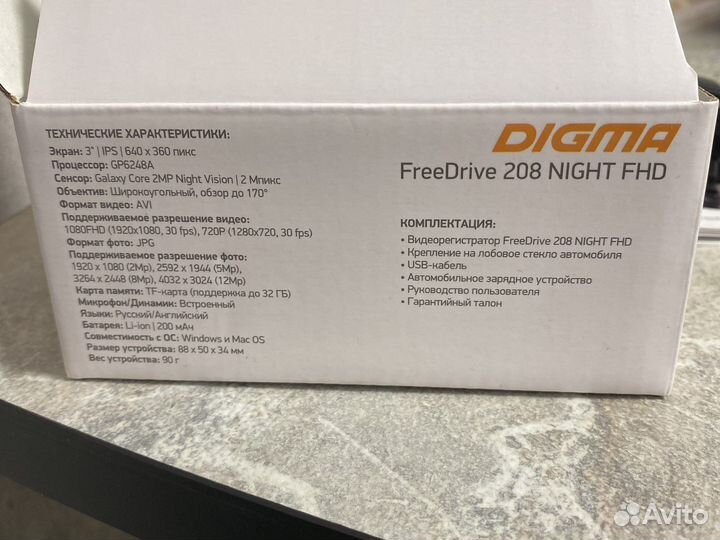 ТЕХНИЧЕСКИЕ ХАРАКТЕРИСТИКИ:
Экран: 3" | IPS | 640 x 360 пикс
Процессор: GP6248A
Сенсор: Galaxy Core 2MP Night Vision | 2 Мпикс
Объектив: Широкоугольный, обзор до 170°
Формат видео: AVI
Поддерживаемое разрешение видео:
1080FHD (1920x1080, 30 fps), 720P (1280x720, 30 fps)
Формат фото: JPG
Поддерживаемое разрешение фото:
1920 x 1080 (2Mp), 2592 x 1944 (5Mp),
3264 x 2448 (8Mp), 4032 x 3024 (12Mp)
Карта памяти: TF-карта (поддержка до 32 ГБ)
Микрофон/Динамик: Встроенный
Языки: Русский/Английский
Батарея: Li-ion | 200 мАч
Совместимость с ОС: Windows и Mac OS
Размер устройства: 88 x 50 x 34 мм
Вес устройства: 90 г
DIGMA
FreeDrive 208 NIGHT FHD
КОМПЛЕКТАЦИЯ:
• Видеорегистратор FreeDrive 208 NIGHT FHD
• Крепление на лобовое стекло автомобиля
• USB-кабель
• Автомобильное зарядное устройство
• Руководство пользователя
• Гарантийный талон
Avito